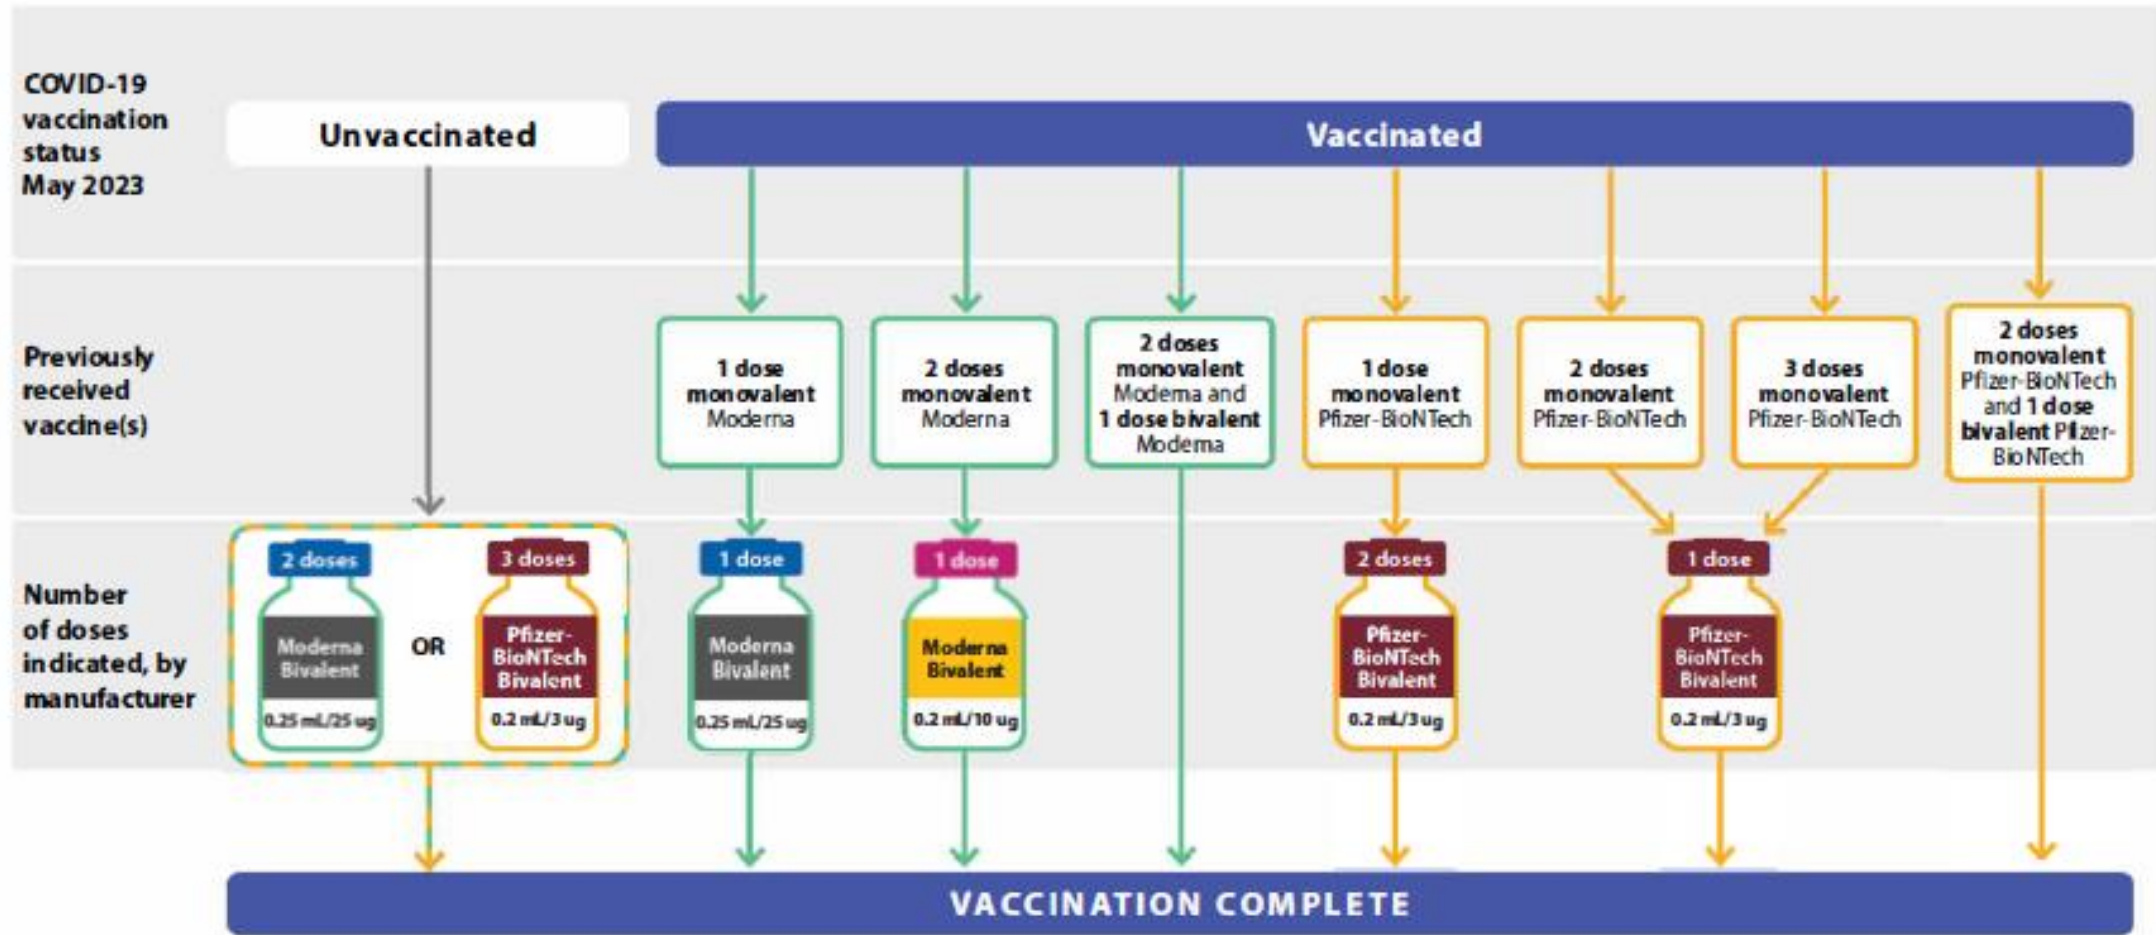 COVID-19
vaccination
status
May 2023
Unvaccinated
Vaccinated
Previously
received
vaccine(s)
1 dose
monovalent
Moderna
2 doses
monovalent
Moderna
2 doses
monovalent
Moderna and
1 dose bivalent
Moderna
1 dose
monovalent
Pfizer-BioNTech
2 doses
monovalent
Pfizer-BioNTech
3 doses
monovalent
Pfizer-BioNTech
2 doses
monovalent
Pfizer-BioNTech
and 1 dose
bivalent Pfizer-
BioNTech
Number
of doses
indicated, by
manufacturer
2 doses
Moderna
Bivalent
0.25 mL/25 ug
OR
3 doses
Pfizer-
BioNTech
Bivalent
0.2 mL/3 ug
1 dose
Moderna
Bivalent
0.25 mL/25 ug
1 dose
Moderna
Bivalent
0.2 mL/10 ug
2 doses
Pfizer-
BioNTech
Bivalent
0.2 mL/3 ug
1 dose
Pfizer-
BioNTech
Bivalent
0.2 mL/3 ug
VACCINATION COMPLETE